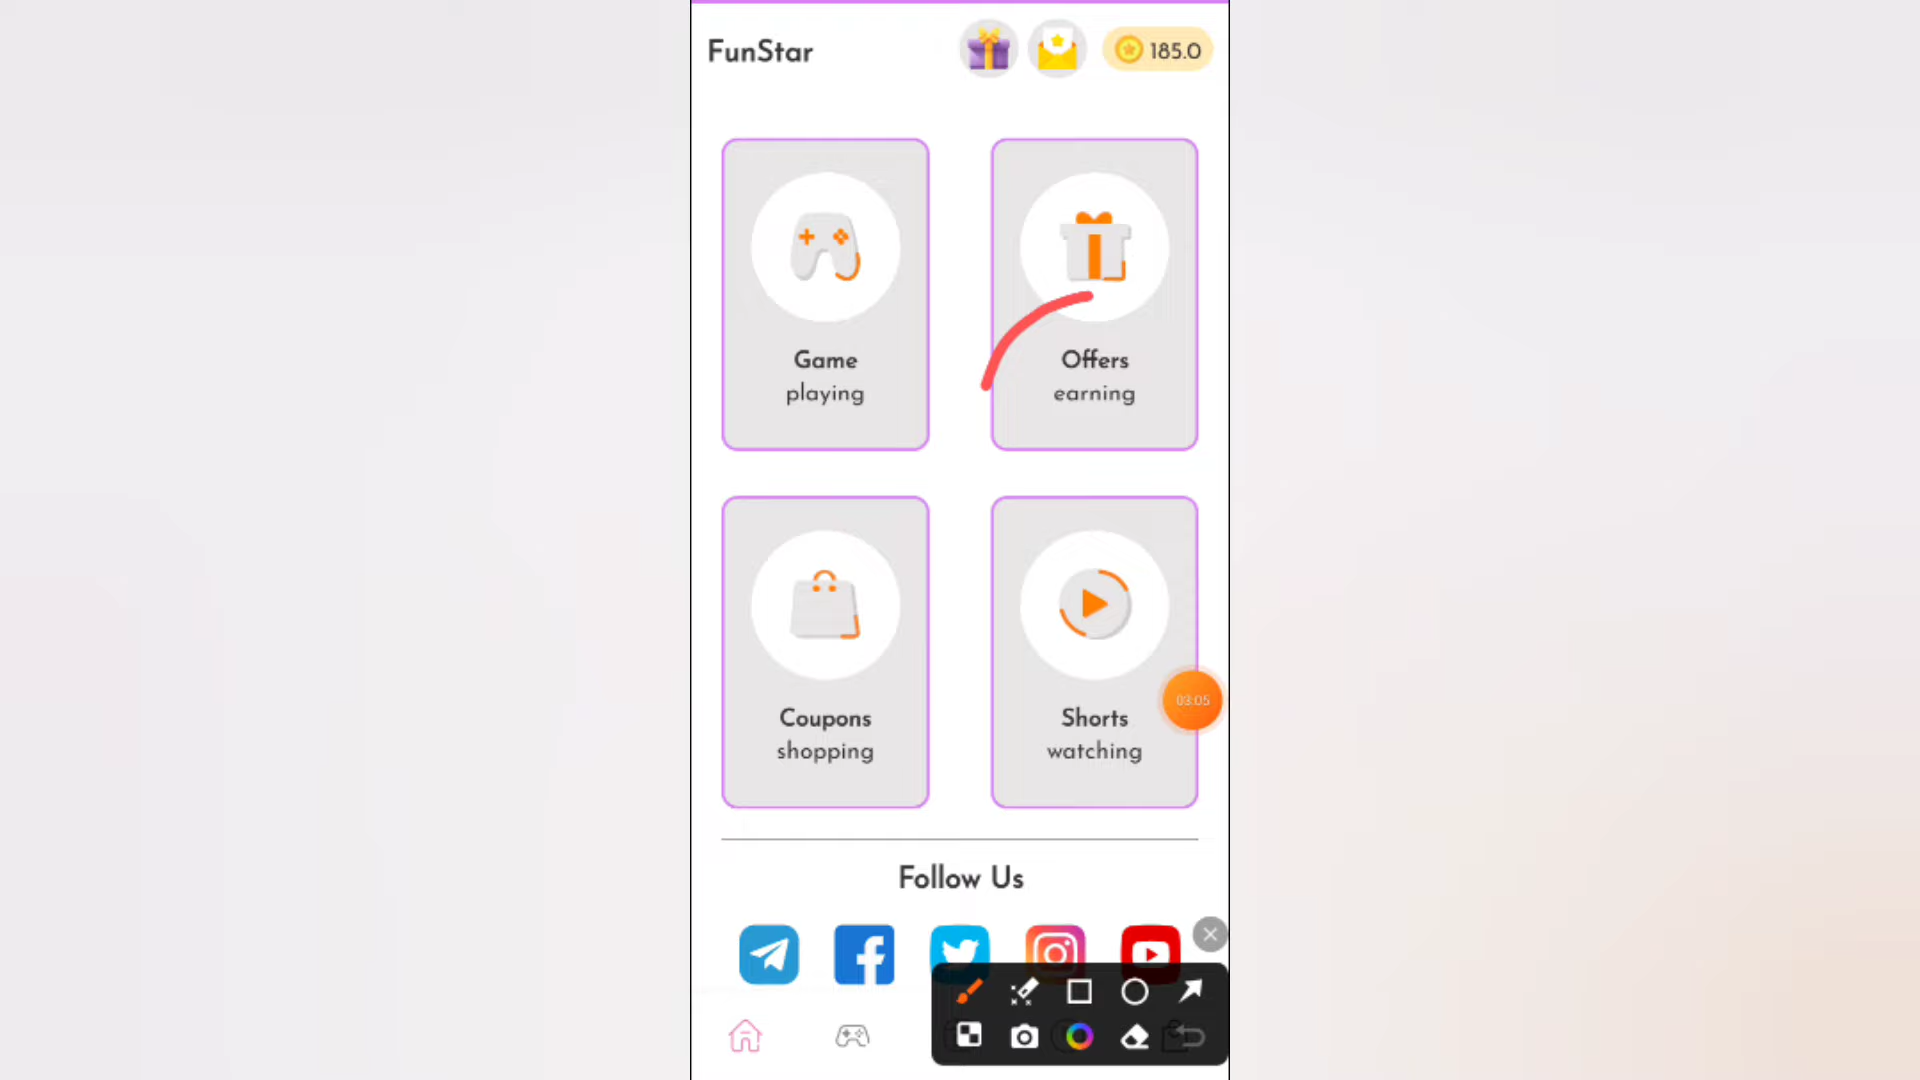 FunStar
185.0
Game
playing
Offers
earning
Coupons
shopping
Shorts
watching
03:05
Follow Us